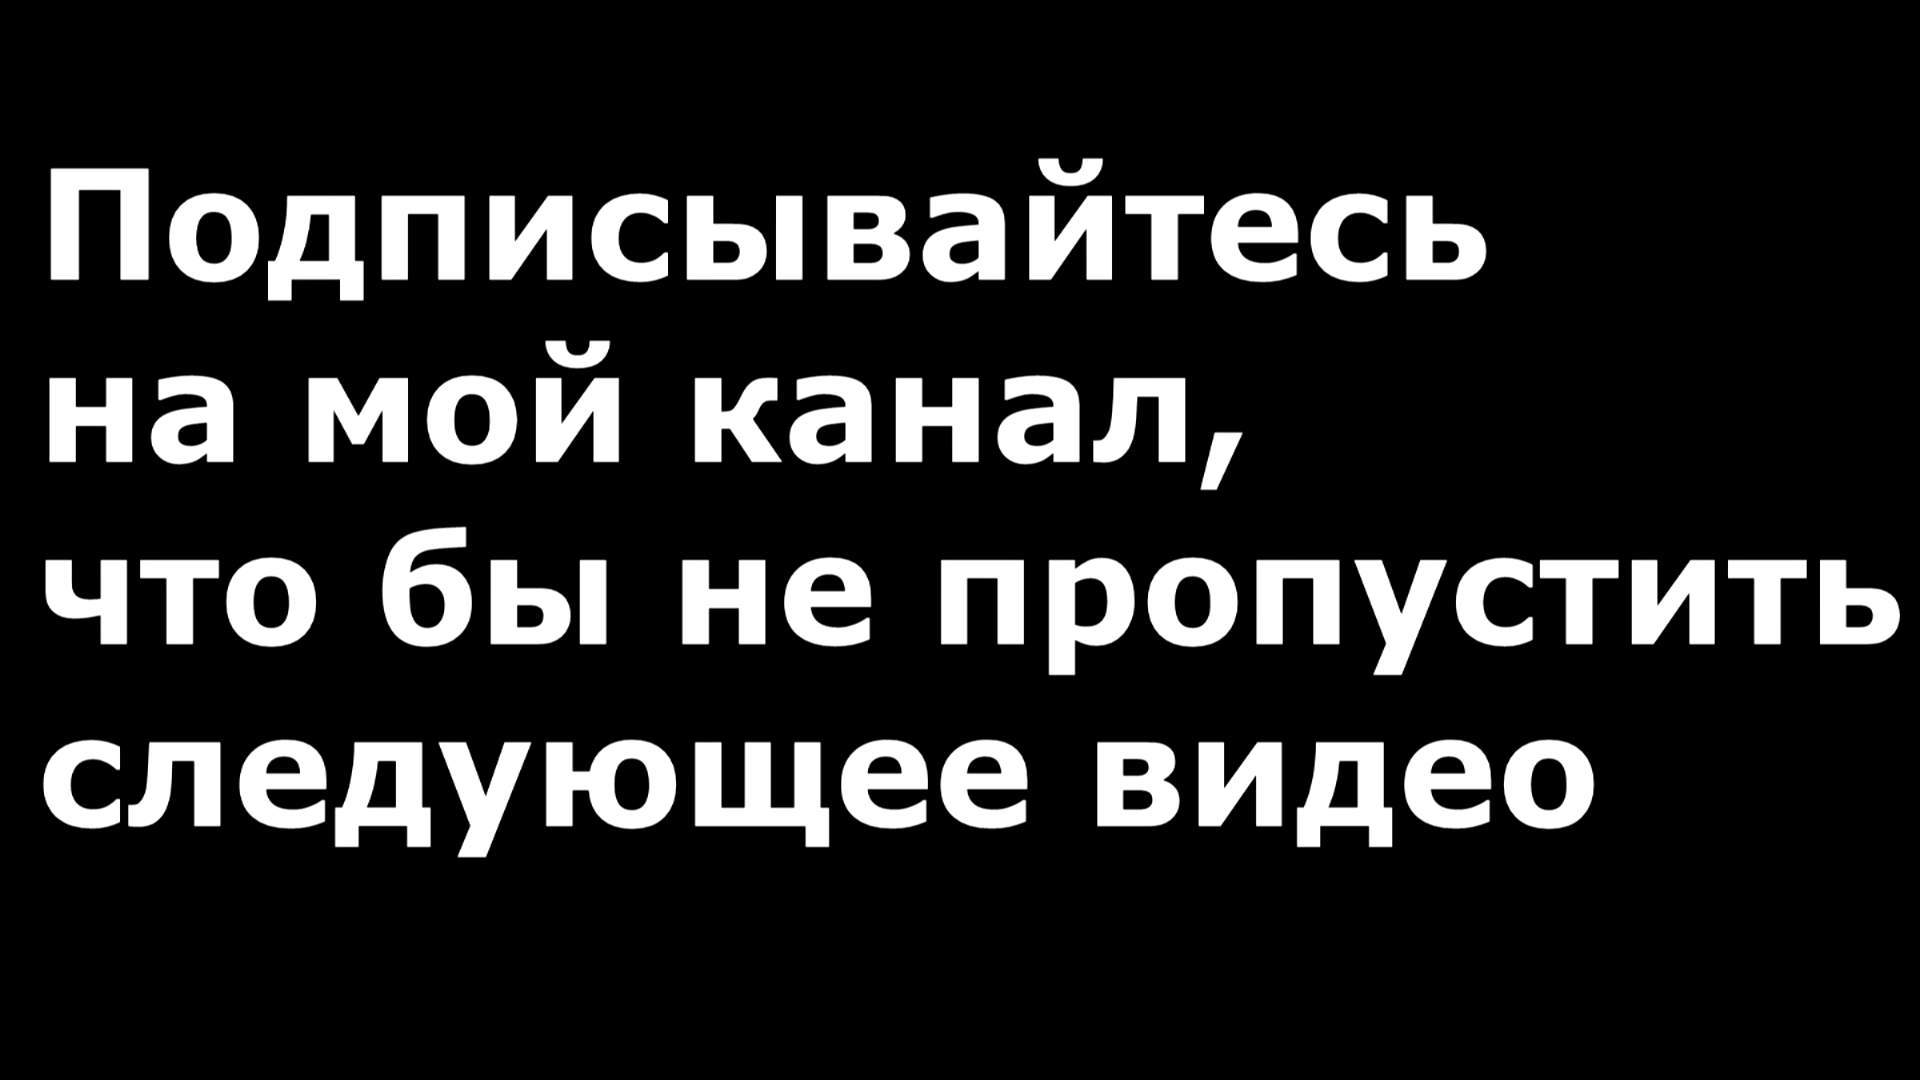 Подписывайтесь
на мой канал,
что бы не пропустить
следующее видео